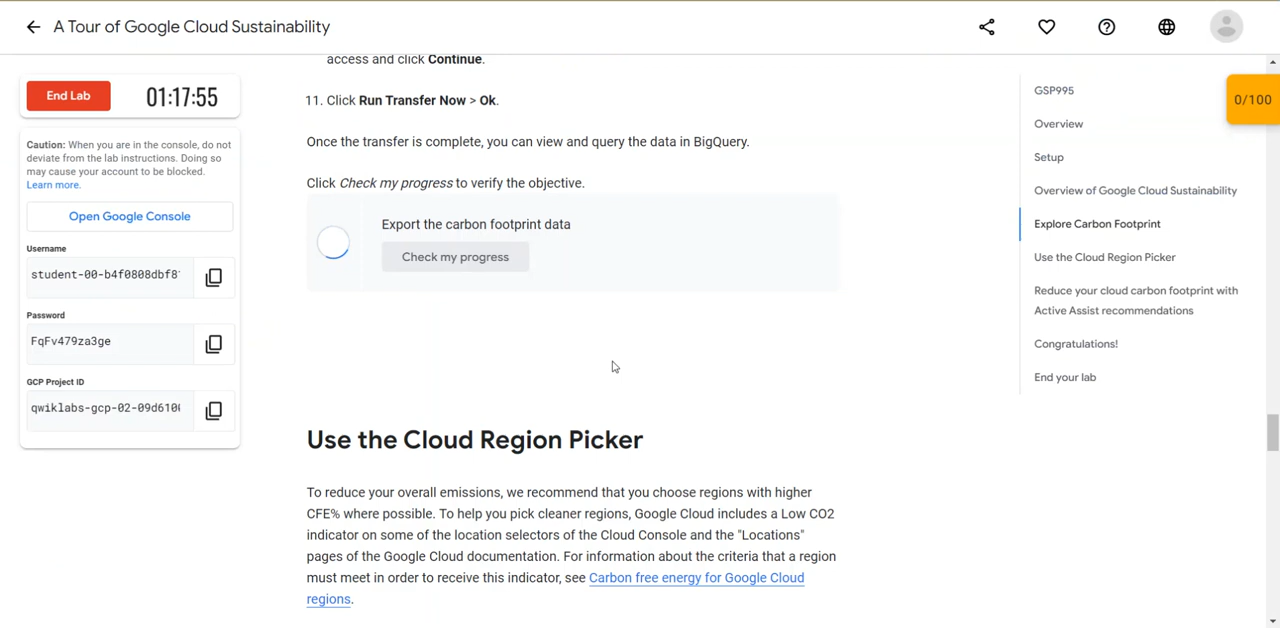 A Tour of Google Cloud Sustainability
End Lab
01:17:55
Caution: When you are in the console, do not
deviate from the lab instructions. Doing so
may cause your account to be blocked.
Learn more.
Open Google Console
Username
student-00-b4f0808dbf8
Password
FqFv479za3ge
GCP Project ID
qwiklabs-gcp-02-09d610
access and click Continue.
11. Click Run Transfer Now > Ok.
Once the transfer is complete, you can view and query the data in BigQuery.
Click Check my progress to verify the objective.
Export the carbon footprint data
Check my progress
Use the Cloud Region Picker
To reduce your overall emissions, we recommend that you choose regions with higher
CFE% where possible. To help you pick cleaner regions, Google Cloud includes a Low CO2
indicator on some of the location selectors of the Cloud Console and the "Locations"
pages of the Google Cloud documentation. For information about the criteria that a region
must meet in order to receive this indicator, see Carbon free energy for Google Cloud
regions.
GSP995
Overview
Setup
Overview of Google Cloud Sustainability
Explore Carbon Footprint
Use the Cloud Region Picker
Reduce your cloud carbon footprint with
Active Assist recommendations
Congratulations!
End your lab
0/100